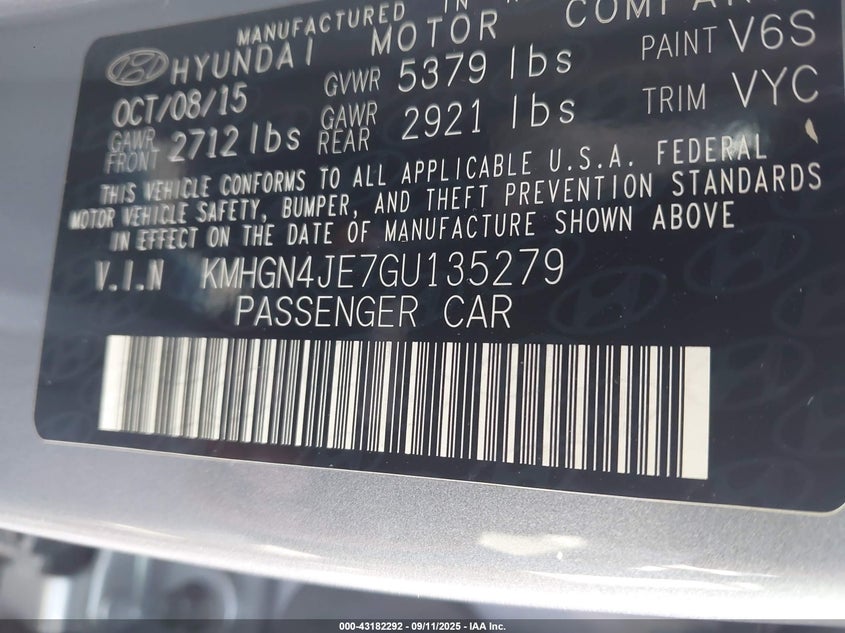 MANUFACTURED IN
HYUNDAI MOTOR COMPANY
OCT/08/15 GVWR 5379 lbs PAINT V6S
GAWR FRONT 2712 lbs GAWR REAR 2921 lbs TRIM VYC
THIS VEHICLE CONFORMS TO ALL APPLICABLE U.S.A. FEDERAL
MOTOR VEHICLE SAFETY, BUMPER, AND THEFT PREVENTION STANDARDS
IN EFFECT ON THE DATE OF MANUFACTURE SHOWN ABOVE
V.I.N KMHGN4JE7GU135279
PASSENGER CAR
000-43182292 - 09/11/2025 - IAA Inc.